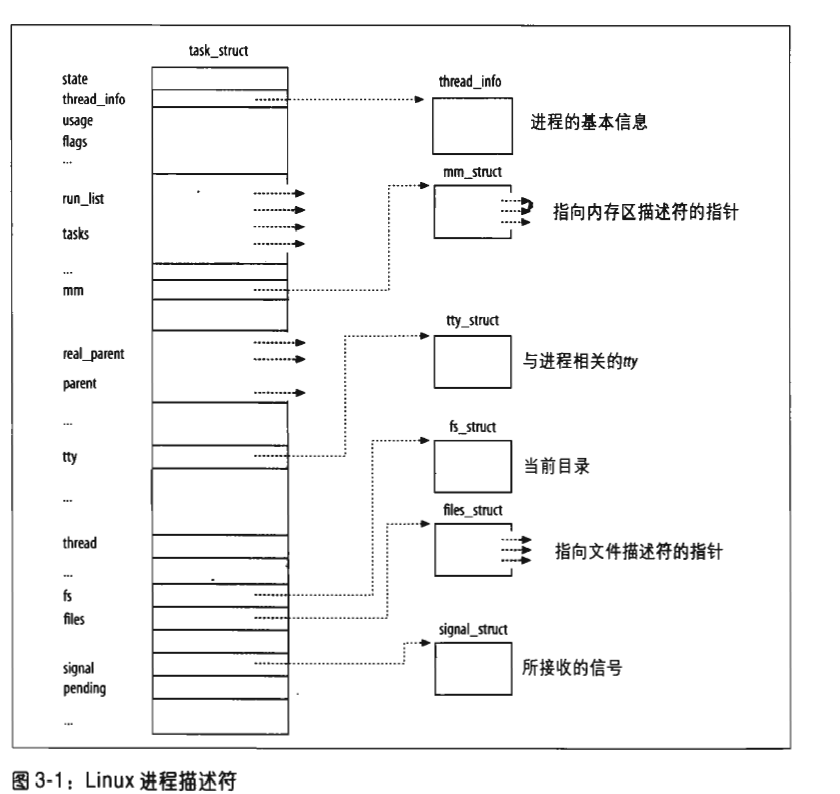 task_struct
state
thread_info
usage
flags
...
run_list
tasks
...
mm
real_parent
parent
...
tty
...
thread
...
fs
files
signal
pending
...
thread_info
进程的基本信息
mm_struct
指向内存区描述符的指针
tty_struct
与进程相关的tty
fs_struct
当前目录
files_struct
指向文件描述符的指针
signal_struct
所接收的信号
图 3-1：Linux 进程描述符